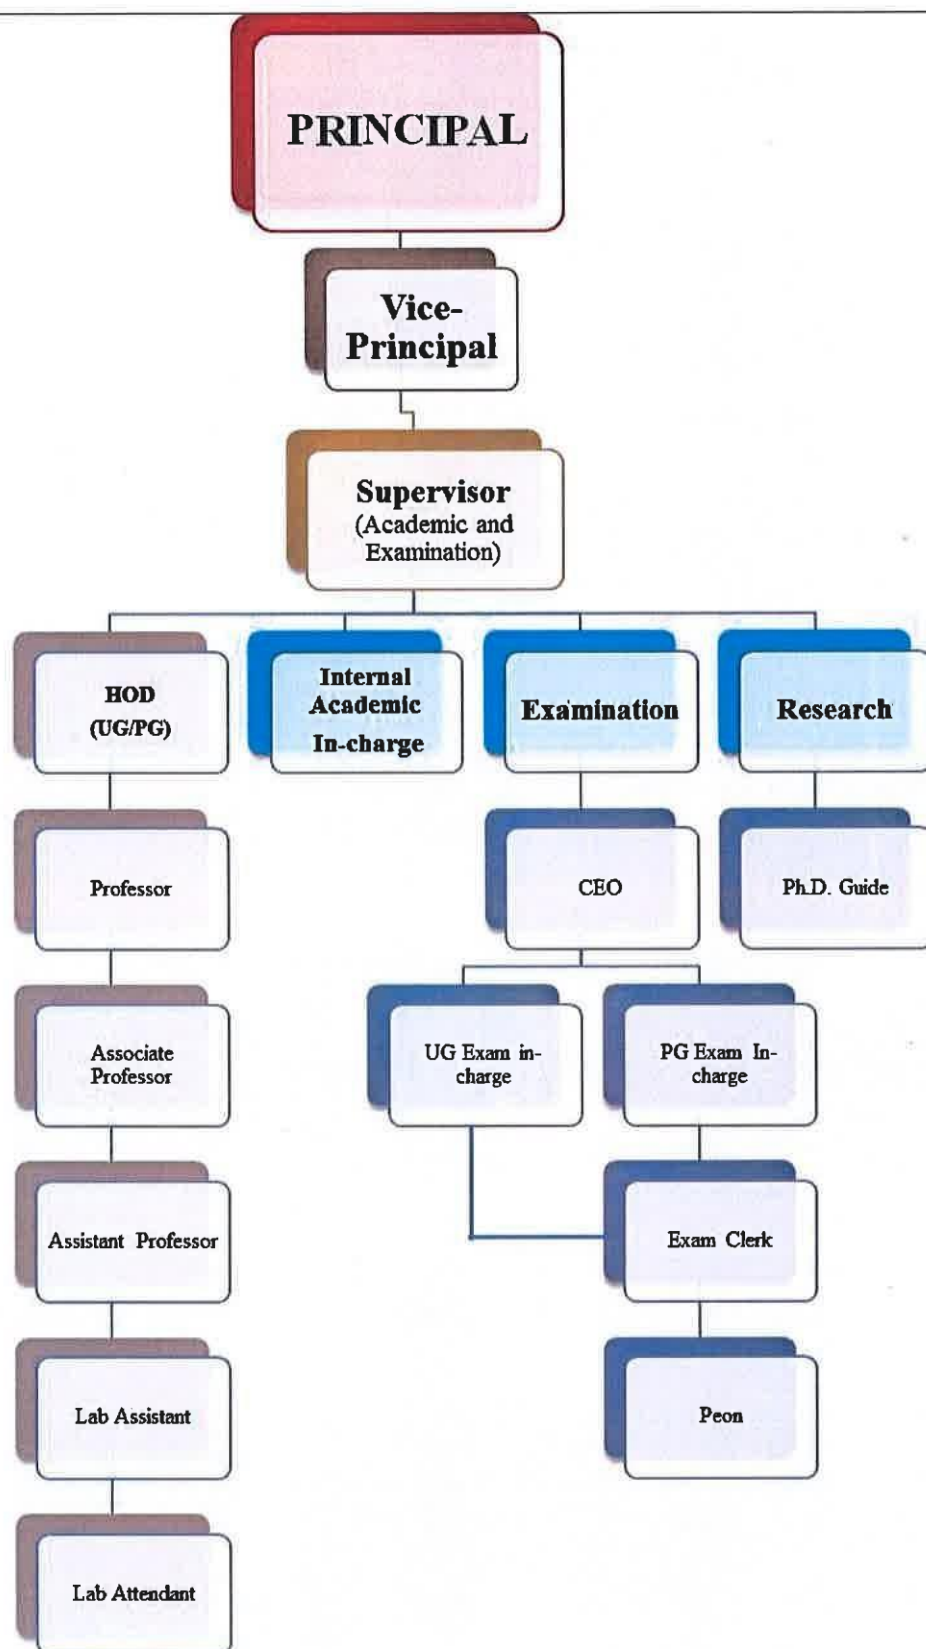 PRINCIPAL
Vice-
Principal
Supervisor
(Academic and
Examination)
HOD
(UG/PG)
Internal
Academic
In-charge
Examination
Research
Professor
CEO
Ph.D. Guide
Associate
Professor
UG Exam in-
charge
PG Exam In-
charge
Assistant Professor
Exam Clerk
Lab Assistant
Peon
Lab Attendant